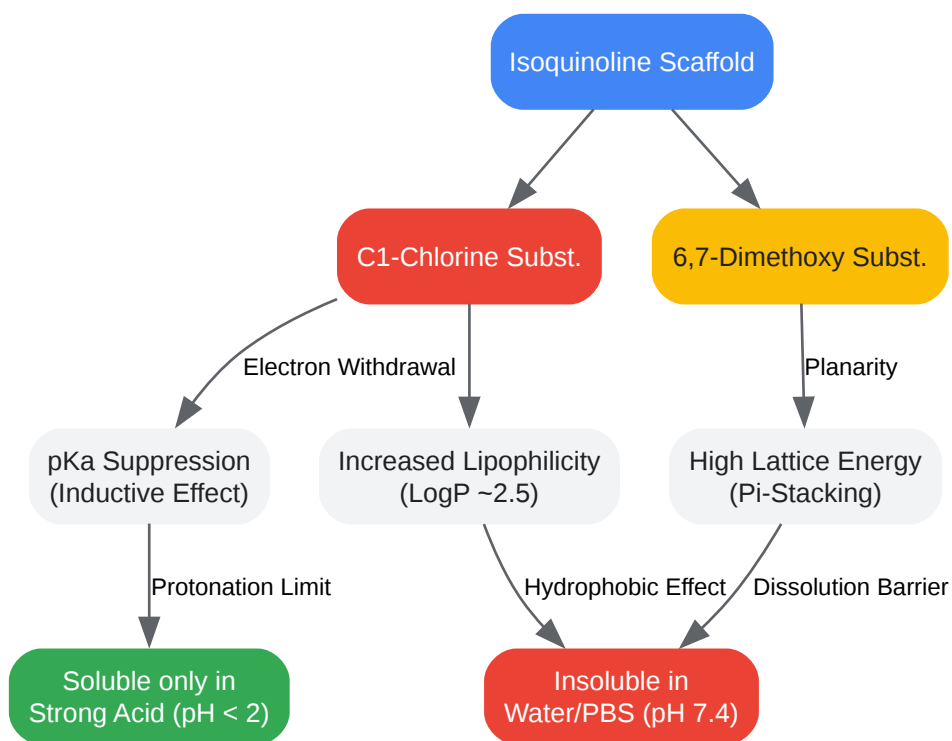 Isoquinoline Scaffold
C1-Chlorine Subst.
6,7-Dimethoxy Subst.
Electron Withdrawal
Planarity
pKa Suppression
(Inductive Effect)
Increased Lipophilicity
(LogP ~2.5)
High Lattice Energy
(Pi-Stacking)
Protonation Limit
Hydrophobic Effect
Dissolution Barrier
Soluble only in
Strong Acid (pH < 2)
Insoluble in
Water/PBS (pH 7.4)